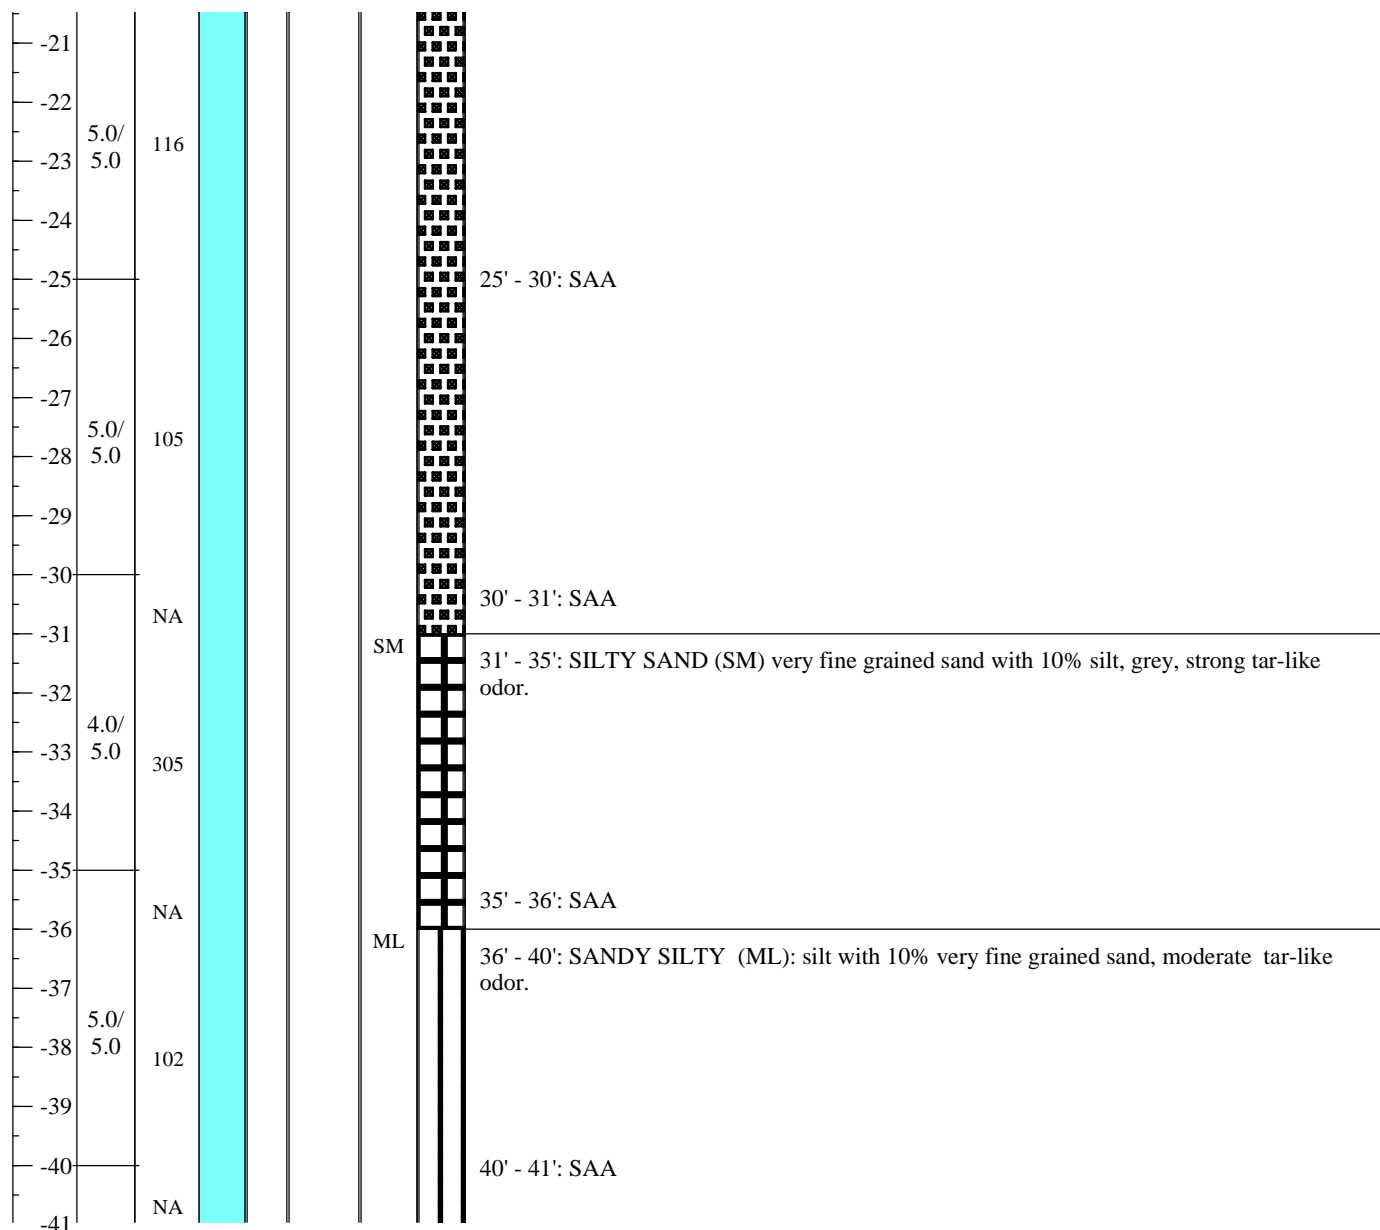 -21
-22
5.0/
5.0
116
-23
-24
-25
25' - 30': SAA
-26
-27
5.0/
5.0
105
-28
-29
-30
30' - 31': SAA
NA
-31
SM
31' - 35': SILTY SAND (SM) very fine grained sand with 10% silt, grey, strong tar-like
odor.
-32
4.0/
5.0
-33
305
-34
-35
35' - 36': SAA
NA
-36
ML
36' - 40': SANDY SILTY (ML): silt with 10% very fine grained sand, moderate tar-like
odor.
-37
5.0/
5.0
-38
102
-39
-40
40' - 41': SAA
NA
-41